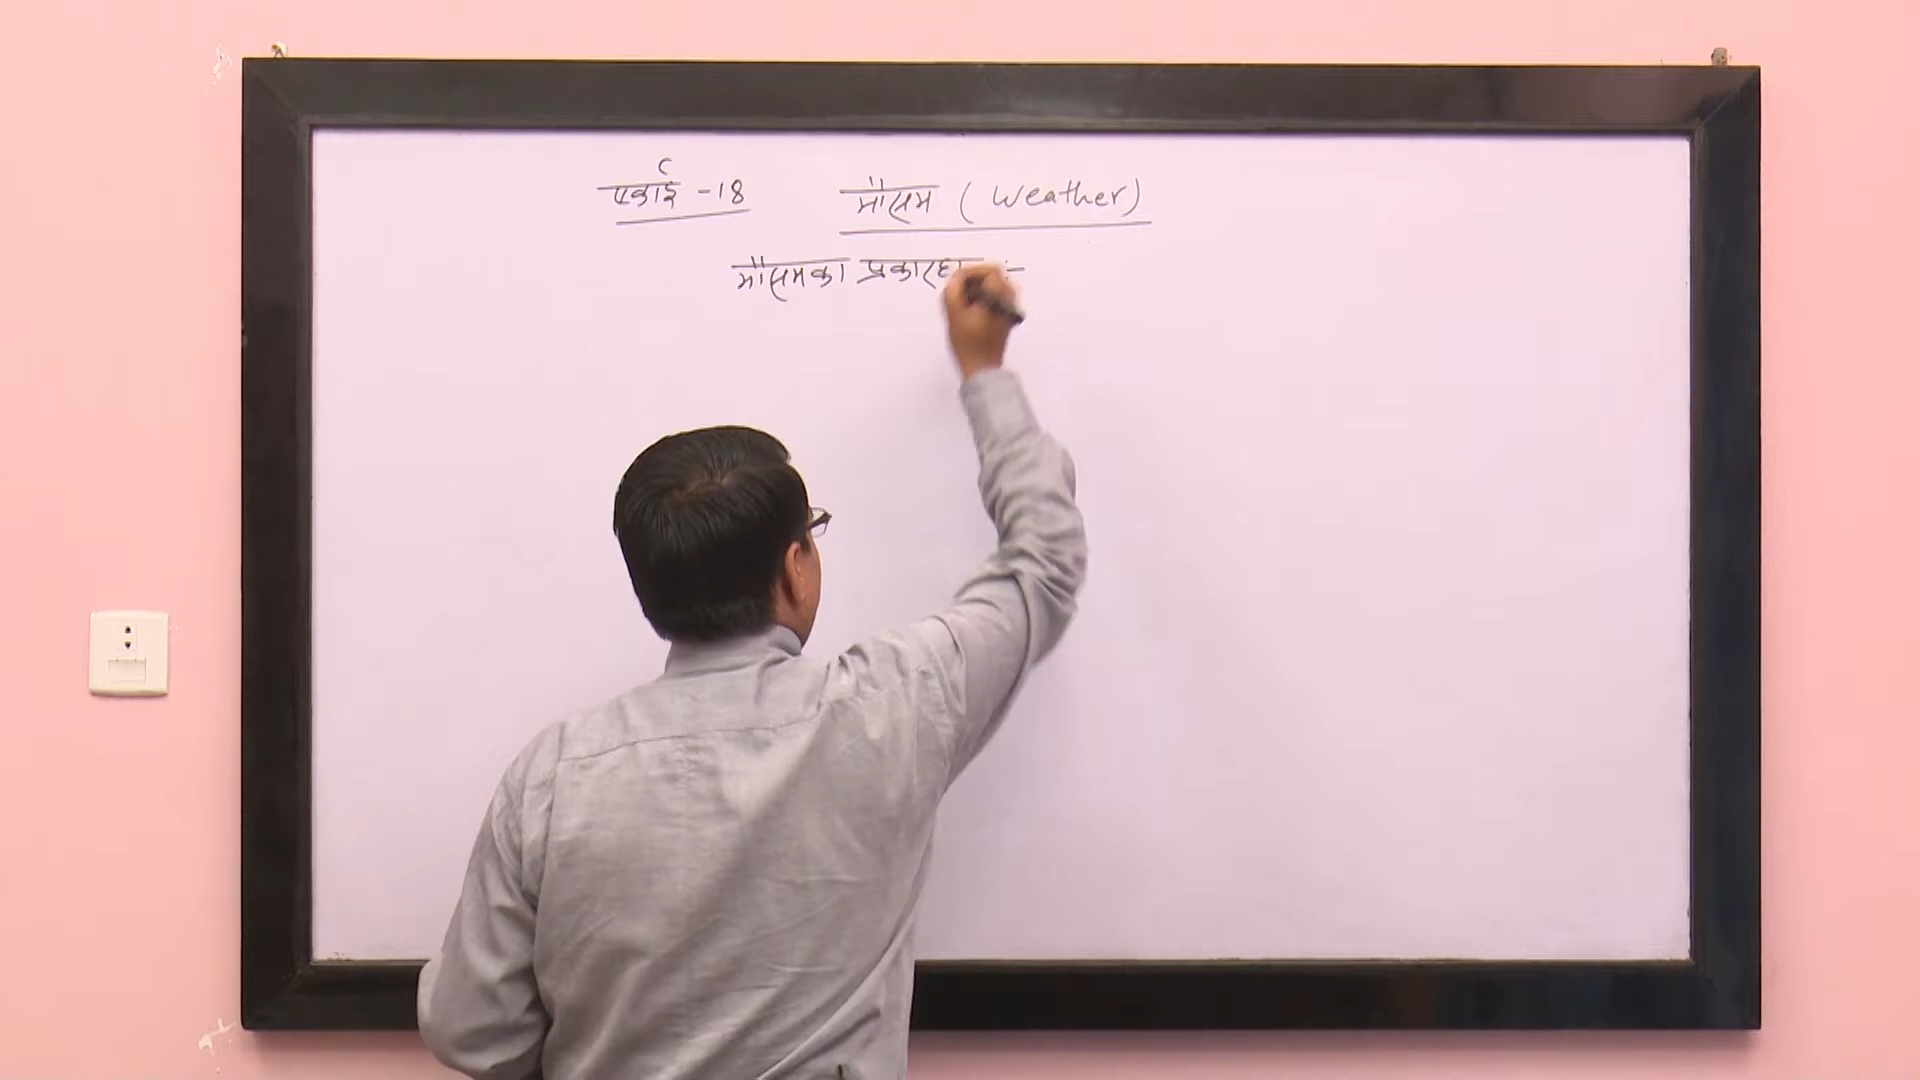 एकाई -18 मौसम ( Weather)
मौसमका प्रकारहरू :-